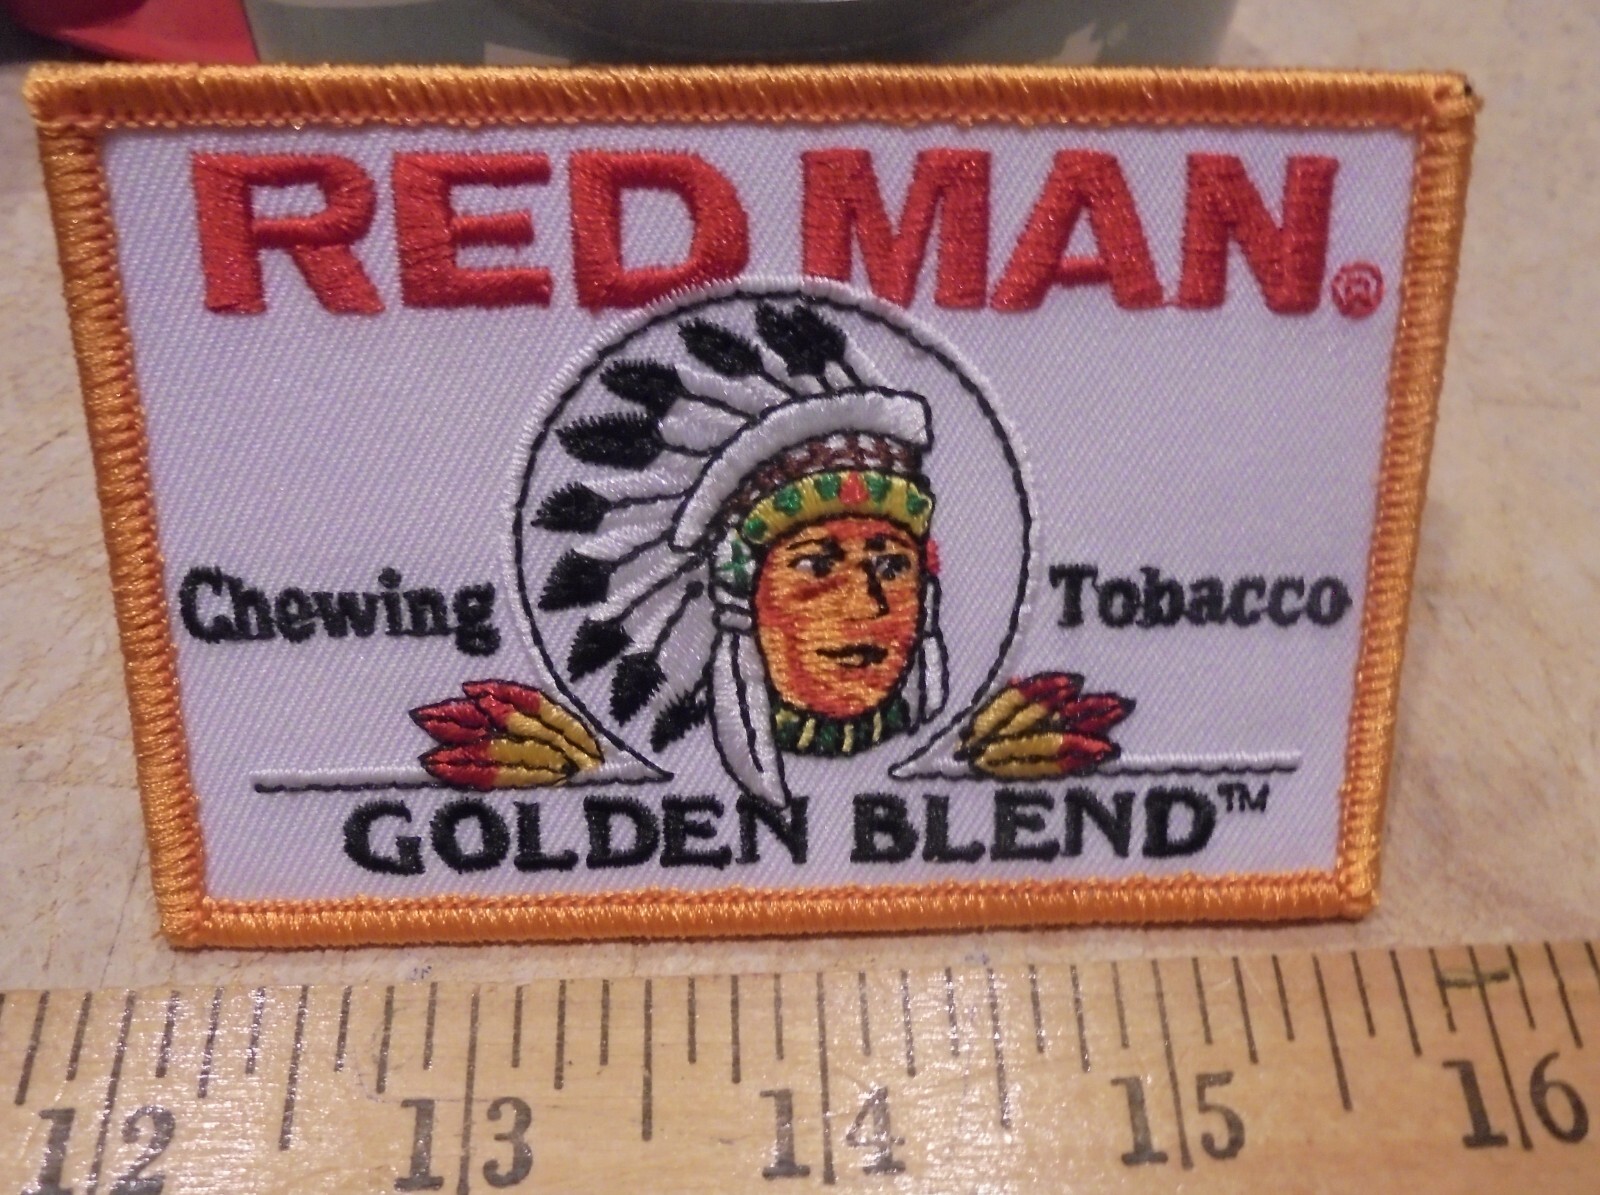 RED MAN®
Chewing Tobacco
GOLDEN BLEND™
12 13 14 15 16